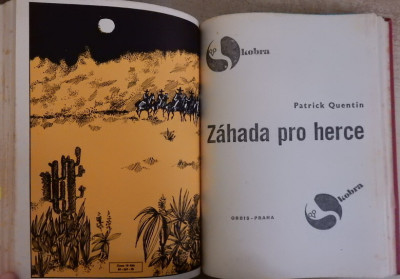 kobra
Patrick Quentin
Záhada pro herce
kobra
ORBIS-PRAHA